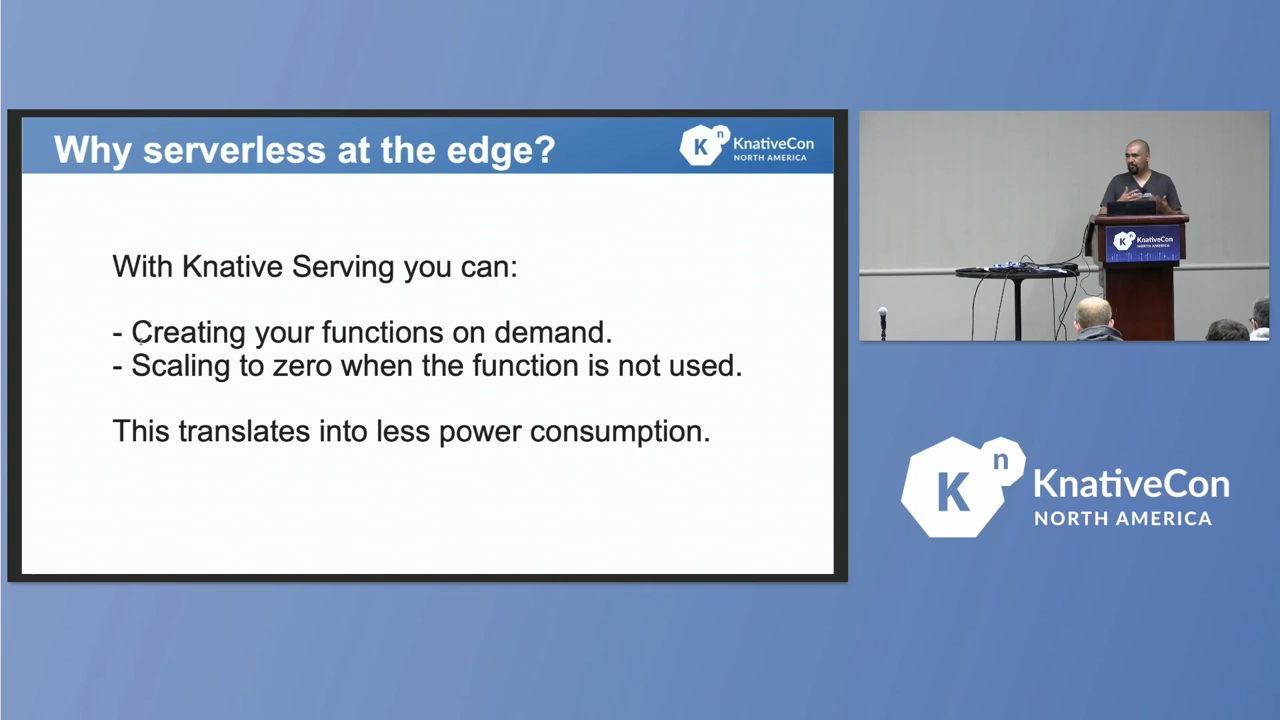 Why serverless at the edge?
K n
KnativeCon
NORTH AMERICA
With Knative Serving you can:
- Creating your functions on demand.
- Scaling to zero when the function is not used.
This translates into less power consumption.
K n
KnativeCon
NORTH AMERICA
K n
KnativeCon
NORTH AMERICA